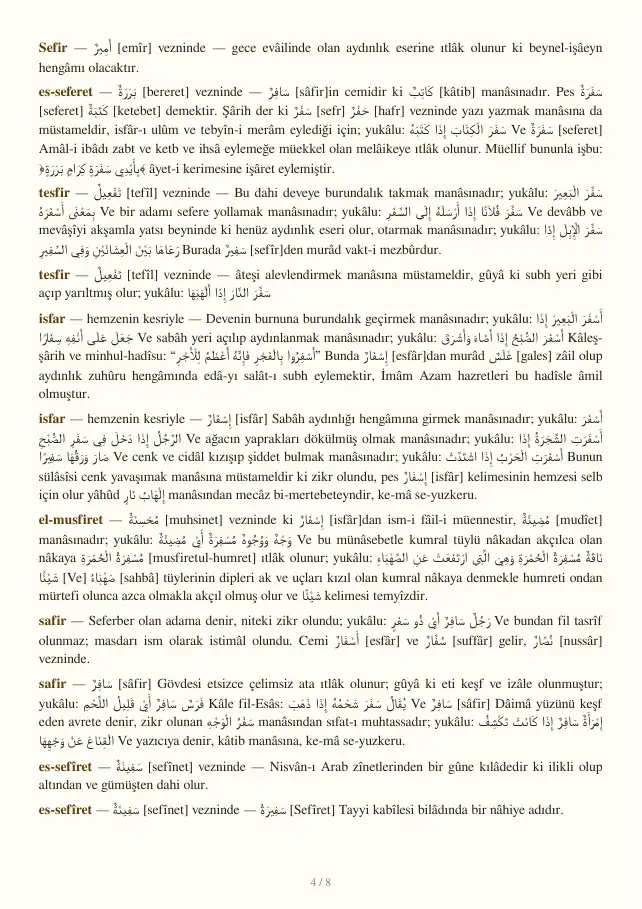 Sefir — أَمِيرٌ [emîr] vezninde — gece evâilinde olan aydınlık eserine ıtlâk olunur ki beynel-işâeyn
hengâmı olacaktır.
es-seferet — بَرَرَةٌ [bereret] vezninde — سَافِرٌ [sâfir]in cemidir ki كَاتِبٌ [kâtib] manâsınadır. Pes سَفَرَةٌ
[seferet] كَتَبَةٌ [ketebet] demektir. Şârih der ki سَفْرٌ [sefr] حَفْرٌ [hafr] vezninde yazı yazmak manâsına da
müstameldir, isfâr-ı ulûm ve tebyîn-i merâm eylediği için; yukâlu: سَفَرَ الْكِتَابَ إِذَا كَتَبَهُ Ve سَفَرَةٌ [seferet]
Amâl-i ibâdı zabt ve ketb ve ihsâ eylemeğe müekkel olan melâikeye ıtlak olunur. Müellif bununla işbu:
﴿بِأَيْدِي سَفَرَةٍ كِرَامٍ بَرَرَةٍ﴾ âyet-i kerimesine işâret eylemiştir.
tesfir — تَفْعِيلٌ [tefîl] vezninde — Bu dahi deveye burundalık takmak manâsınadır; yukâlu: سَفَّرَ الْبَعِيرَ
بِمَعْنَى أَسْفَرَهُ Ve bir adamı sefere yollamak manâsınadır; yukâlu: سَفَّرَ فُلَانًا إِذَا أَرْسَلَهُ إِلَى السَّفَرِ Ve devâbb ve
mevâşîyi akşamla yatsı beyninde ki henüz aydınlık eseri olur, otarmak manâsınadır; yukâlu: سَفَّرَ الْإِبِلَ إِذَا
رَعَاهَا بَيْنَ الْعِشَائَيْنِ وَفِي السَّفِيرِ Burada سَفِيرٌ [sefîr]den murâd vakt-i mezbûrdur.
tesfir — تَفْعِيلٌ [tefîl] vezninde — âteşi alevlendirmek manâsına müstameldir, gûyâ ki subh yeri gibi
açıp yarıltmış olur; yukâlu: سَفَّرَ النَّارَ إِذَا أَلْهَبَهَا
isfar — hemzenin kesriyle — Devenin burnuna burundalık geçirmek manâsınadır; yukâlu: أَسْفَرَ الْبَعِيرَ إِذَا
جَعَلَ عَلَى أَنْفِهِ سِفَارًا Ve sabâh yeri açılıp aydınlanmak manâsınadır; yukâlu: أَسْفَرَ الصُّبْحُ إِذَا أَضَاءَ وَأَشْرَقَ Kâleş-
şârih ve minhul-hadîsu: “أَسْفِرُوا بِالْفَجْرِ فَإِنَّهُ أَعْظَمُ لِلْأَجْرِ” Bunda إِسْفَارٌ [esfâr]dan murâd غَلَسٌ [gales] zâil olup
aydınlık zuhûru hengâmında edâ-yı salât-ı subh eylemektir, İmâm Azam hazretleri bu hadîsle âmil
olmuştur.
isfar — hemzenin kesriyle — إِسْفَارٌ [isfâr] Sabâh aydınlığı hengâmına girmek manâsınadır; yukâlu: أَسْفَرَ
الرَّجُلُ إِذَا دَخَلَ فِي سَفَرِ الصُّبْحِ Ve ağacın yaprakları dökülmüş olmak manâsınadır; yukâlu: أَسْفَرَتِ الشَّجَرَةُ إِذَا
صَارَ وَرَقُهَا سَفِيرًا Ve cenk ve cidâl kızışıp şiddet bulmak manâsınadır; yukâlu: أَسْفَرَتِ الْحَرْبُ إِذَا اشْتَدَّتْ Bunun
sülâsîsi cenk yavaşımak manâsına müstameldir ki zikr olundu, pes إِسْفَارٌ [isfâr] kelimesinin hemzesi selb
için olur yâhûd إِلْهَابُ نَارٍ manâsından mecâz bi-mertebeteyndir, ke-mâ se-yuzkeru.
el-musfiret — مُحْسِنَةٌ [muhsinet] vezninde ki إِسْفَارٌ [isfâr]dan ism-i fâil-i müennestir, مُضِيئَةٌ [mudîet]
manâsınadır; yukâlu: وَجْهٌ وَوُجُوهٌ مُسْفِرَةٌ أَيْ مُضِيئَةٌ Ve bu münâsebetle kumral tüylü nâkadan akçılca olan
nâkaya مُسْفِرَةُ الْحُمْرَةِ [musfiretul-humret] ıtlâk olunur; yukâlu: نَاقَةٌ مُسْفِرَةُ الْحُمْرَةِ وَهِيَ الَّتِي ارْتَفَعَتْ عَنِ الصَّهْبَاءِ
شَيْئًا [Ve] صَهْبَاءُ [sahbâ] tüylerinin dipleri ak ve uçları kızıl olan kumral nâkaya denmekle humreti ondan
mürtefi olunca azca olmakla akçıl olmuş olur ve شَيْئًا kelimesi temyîzdir.
safir — Seferber olan adama denir, niteki zikr olundu; yukâlu: رَجُلٌ سَافِرٌ أَيْ ذُو سَفَرٍ Ve bundan fiil tasrîf
olunmaz; masdarı ism olarak istimâl olundu. Cemi أَسْفَارٌ [esfâr] ve سُفَّارٌ [suffâr] gelir, نُصَّارٌ [nussâr]
vezninde.
safir — سَافِرٌ [sâfir] Gövdesi etsizce çelimsiz ata ıtlâk olunur; gûyâ ki eti keşf ve izâle olunmuştur;
yukâlu: فَرَسٌ سَافِرٌ أَيْ قَلِيلُ اللَّحْمِ Kâle fil-Esâs: يُقَالُ سَفَرَ شَحْمُهُ إِذَا ذَهَبَ Ve سَافِرٌ [sâfir] Dâimâ yüzünü keşf
eden avrete denir, zikr olunan سَفْرُ الْوَجْهِ manâsından sıfat-ı muhtassadır; yukâlu: إِمْرَأَةٌ سَافِرٌ إِذَا كَانَتْ تَكْشِفُ
الْقِنَاعَ عَنْ وَجْهِهَا Ve yazıcıya denir, kâtib manâsına, ke-mâ se-yuzkeru.
es-sefîret — سَفِينَةٌ [sefînet] vezninde — Nisvân-ı Arab zînetlerinden bir gûne kılâdedir ki ilikli olup
altından ve gümüşten dahi olur.
es-sefîret — سَفِينَةٌ [sefînet] vezninde — سَفِيرَةُ [Sefîret] Tayyi kabîlesi bilâdında bir nâhiye adıdır.
4 / 8